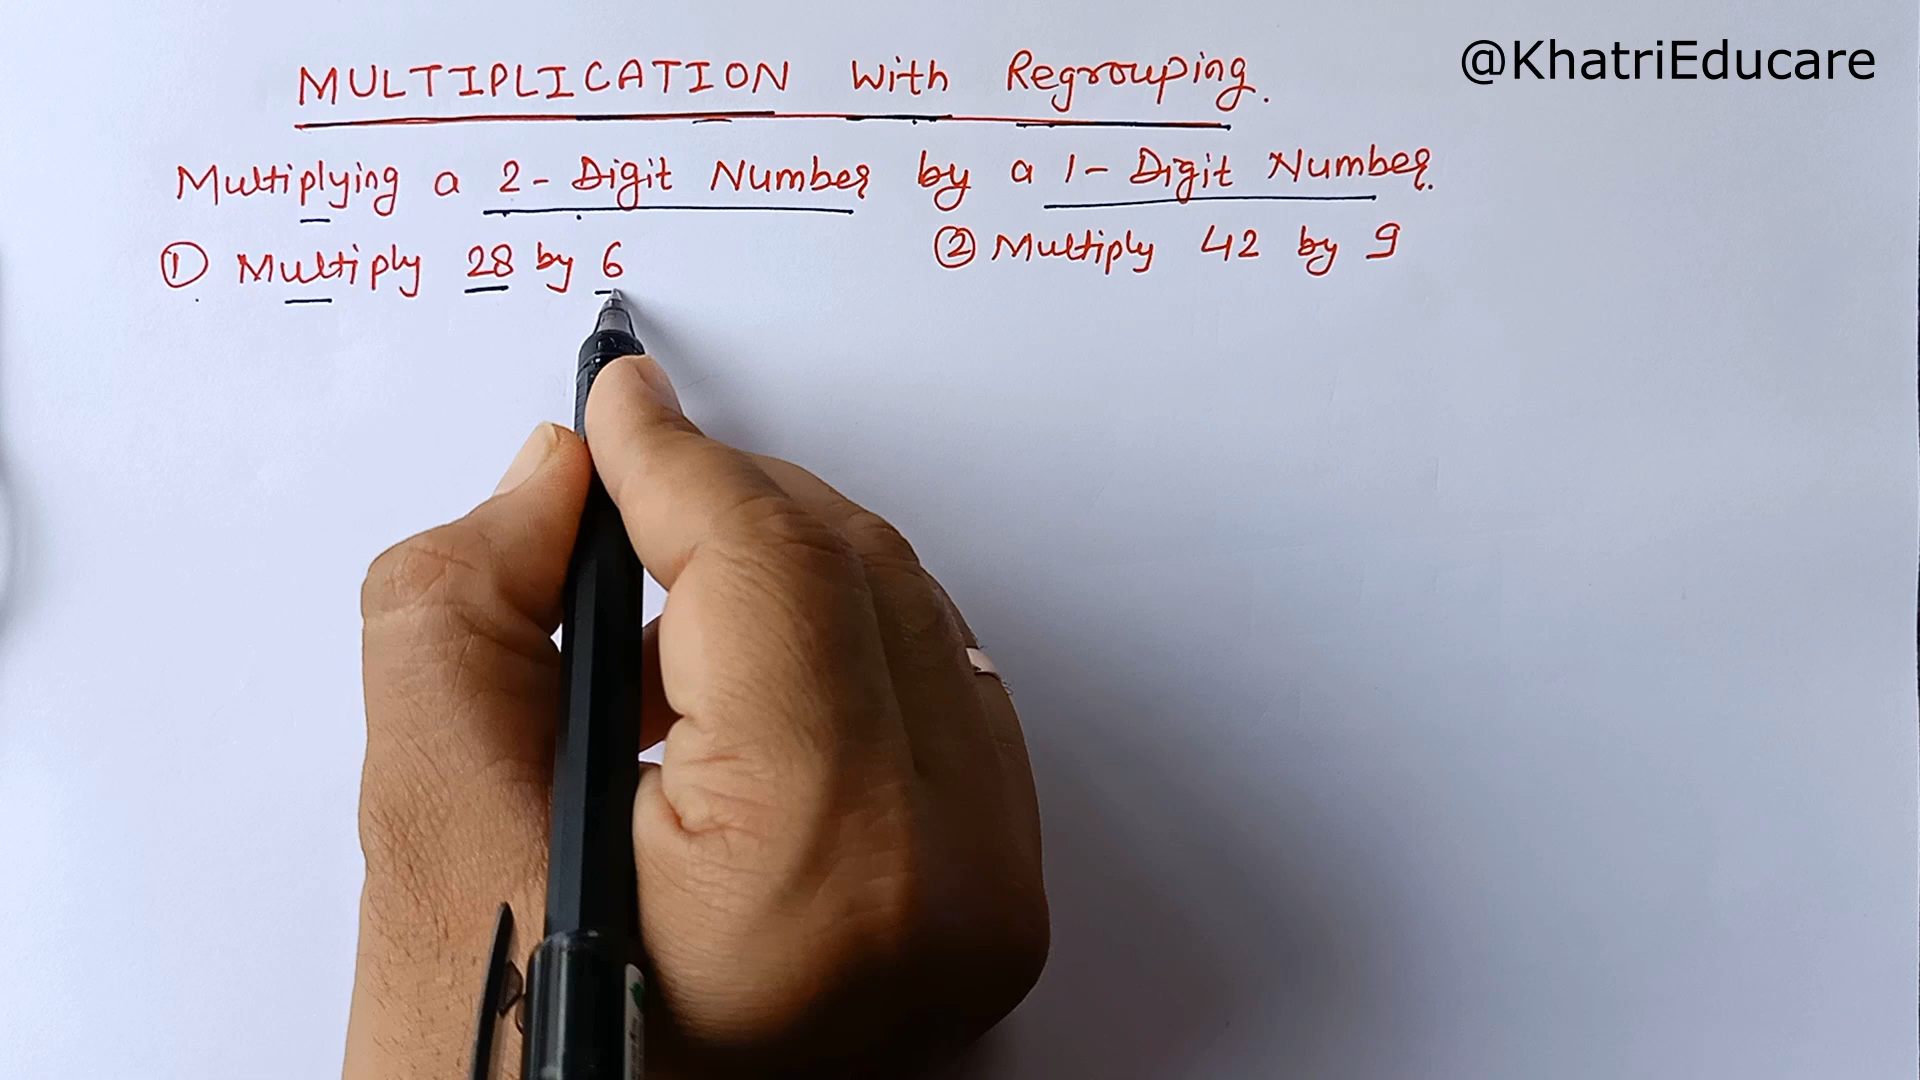 @KhatriEducare
MULTIPLICATION With Regrouping.
Multiplying a 2-Digit Number by a 1-Digit Number.
① Multiply 28 by 6
② Multiply 42 by 9